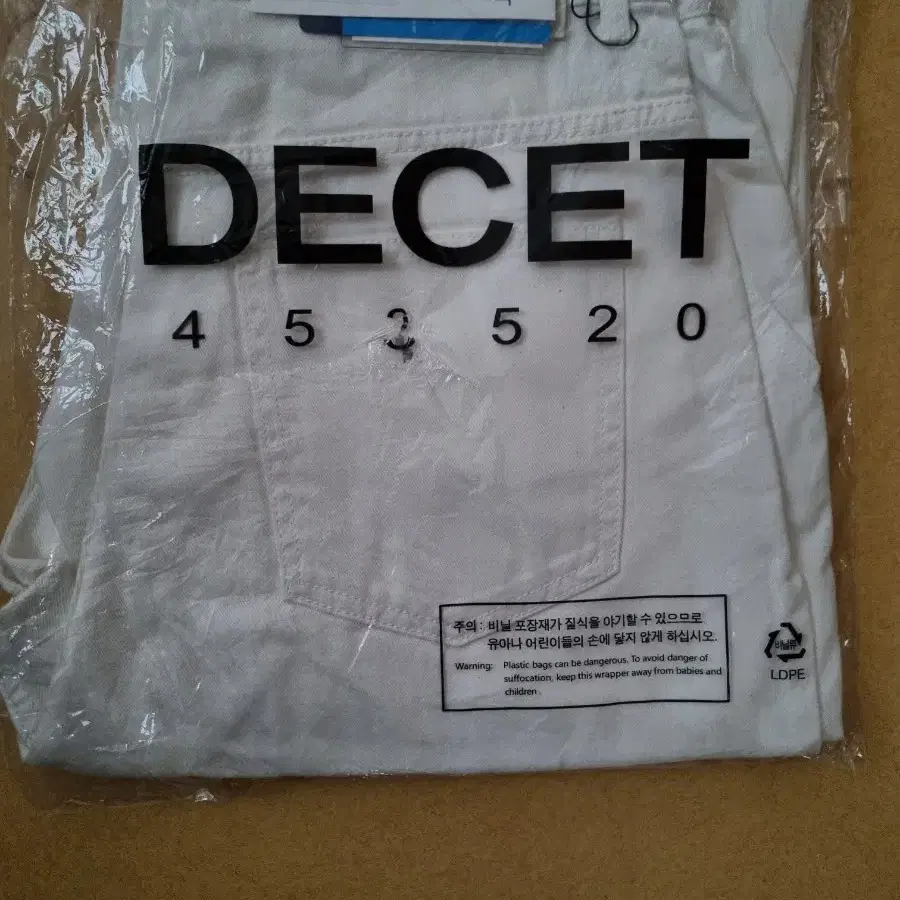 DECET
4 5 3 5 2 0
주의 : 비닐 포장재가 질식을 야기할 수 있으므로
유아나 어린이들의 손에 닿지 않게 하십시오.
Warning: Plastic bags can be dangerous. To avoid danger of
suffocation, keep this wrapper away from babies and
children .
비닐류
LDPE